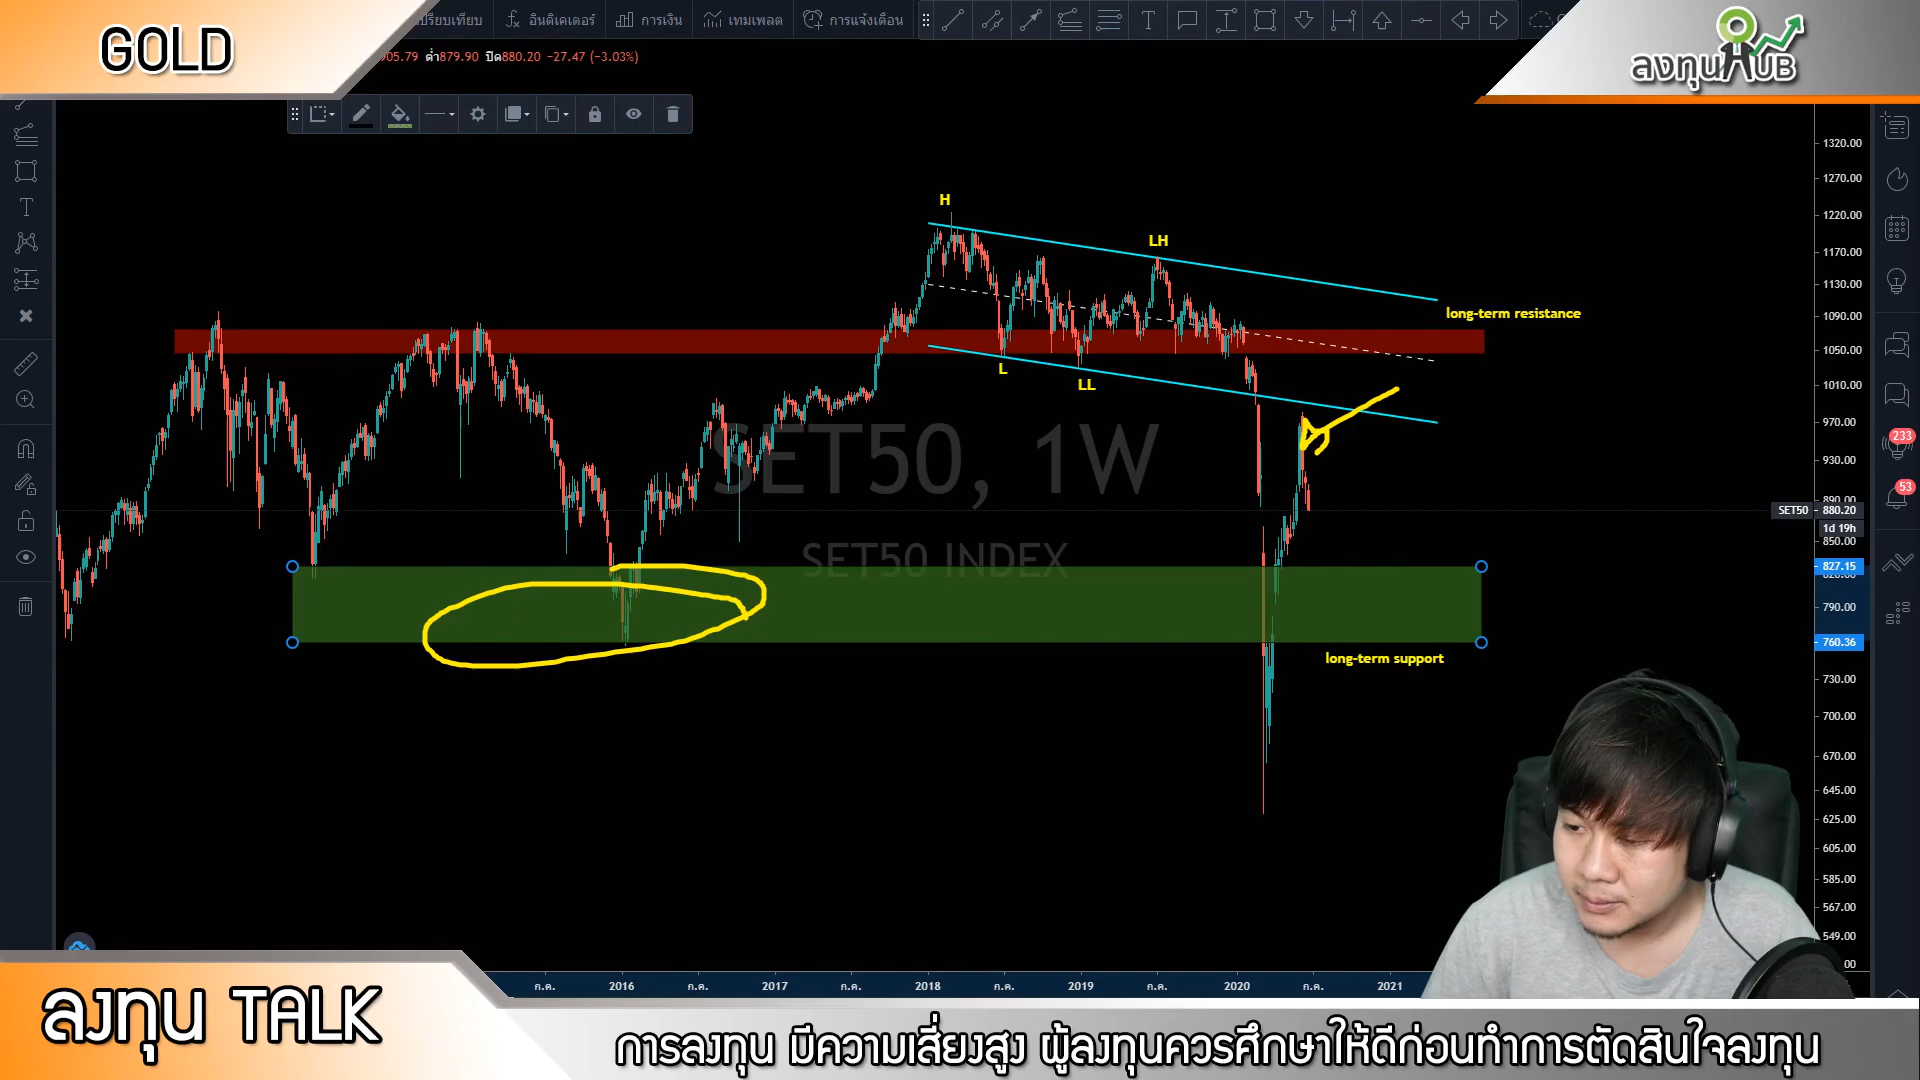 GOLD
เปรียบเทียบ อินดิเคเตอร์ การเงิน เทมเพลต การแจ้งเตือน
ลงทุนHUB
905.79 ต่ำ879.90 ปิด880.20 −27.47 (−3.03%)
1320.00
1270.00
H
1220.00
LH
1170.00
1130.00
long-term resistance
1090.00
1050.00
L
LL
1010.00
970.00
233
SET50, 1W
930.00
53
890.00
SET50 880.20
1d 19h
850.00
SET50 INDEX
827.15
790.00
760.36
long-term support
730.00
700.00
670.00
645.00
625.00
605.00
585.00
567.00
549.00
00
ก.ค. 2016 ก.ค. 2017 ก.ค. 2018 ก.ค. 2019 ก.ค. 2020 ก.ค. 2021
ลงทุน TALK
การลงทุน มีความเสี่ยงสูง ผู้ลงทุนควรศึกษาให้ดีก่อนทำการตัดสินใจลงทุน